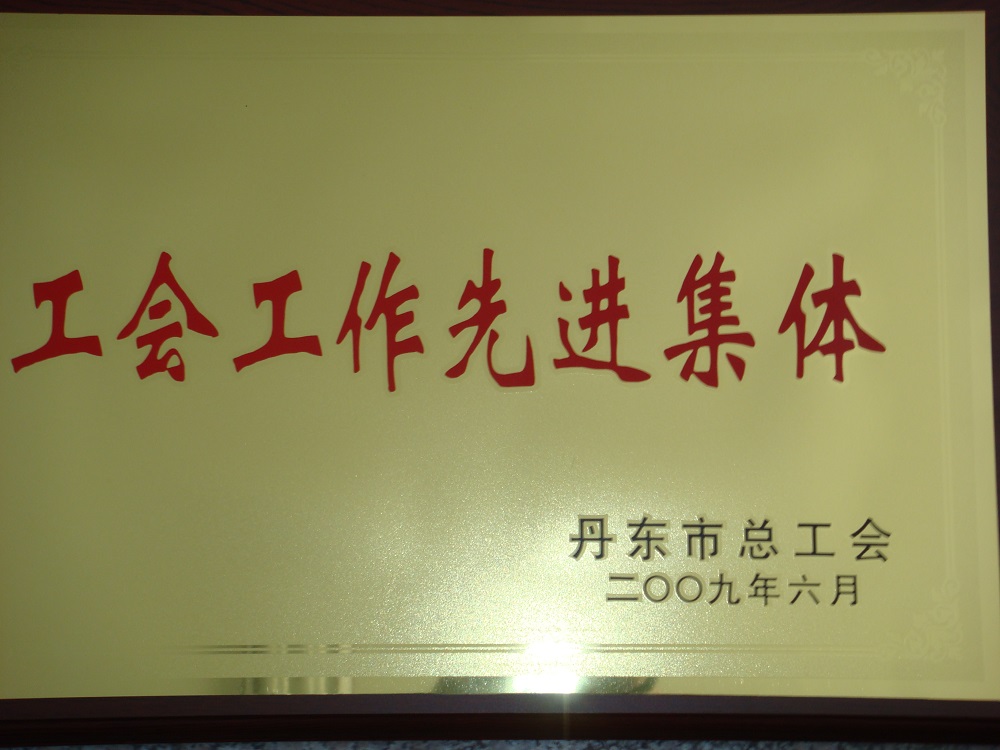 工会工作先进集体
丹东市总工会
二〇〇九年六月